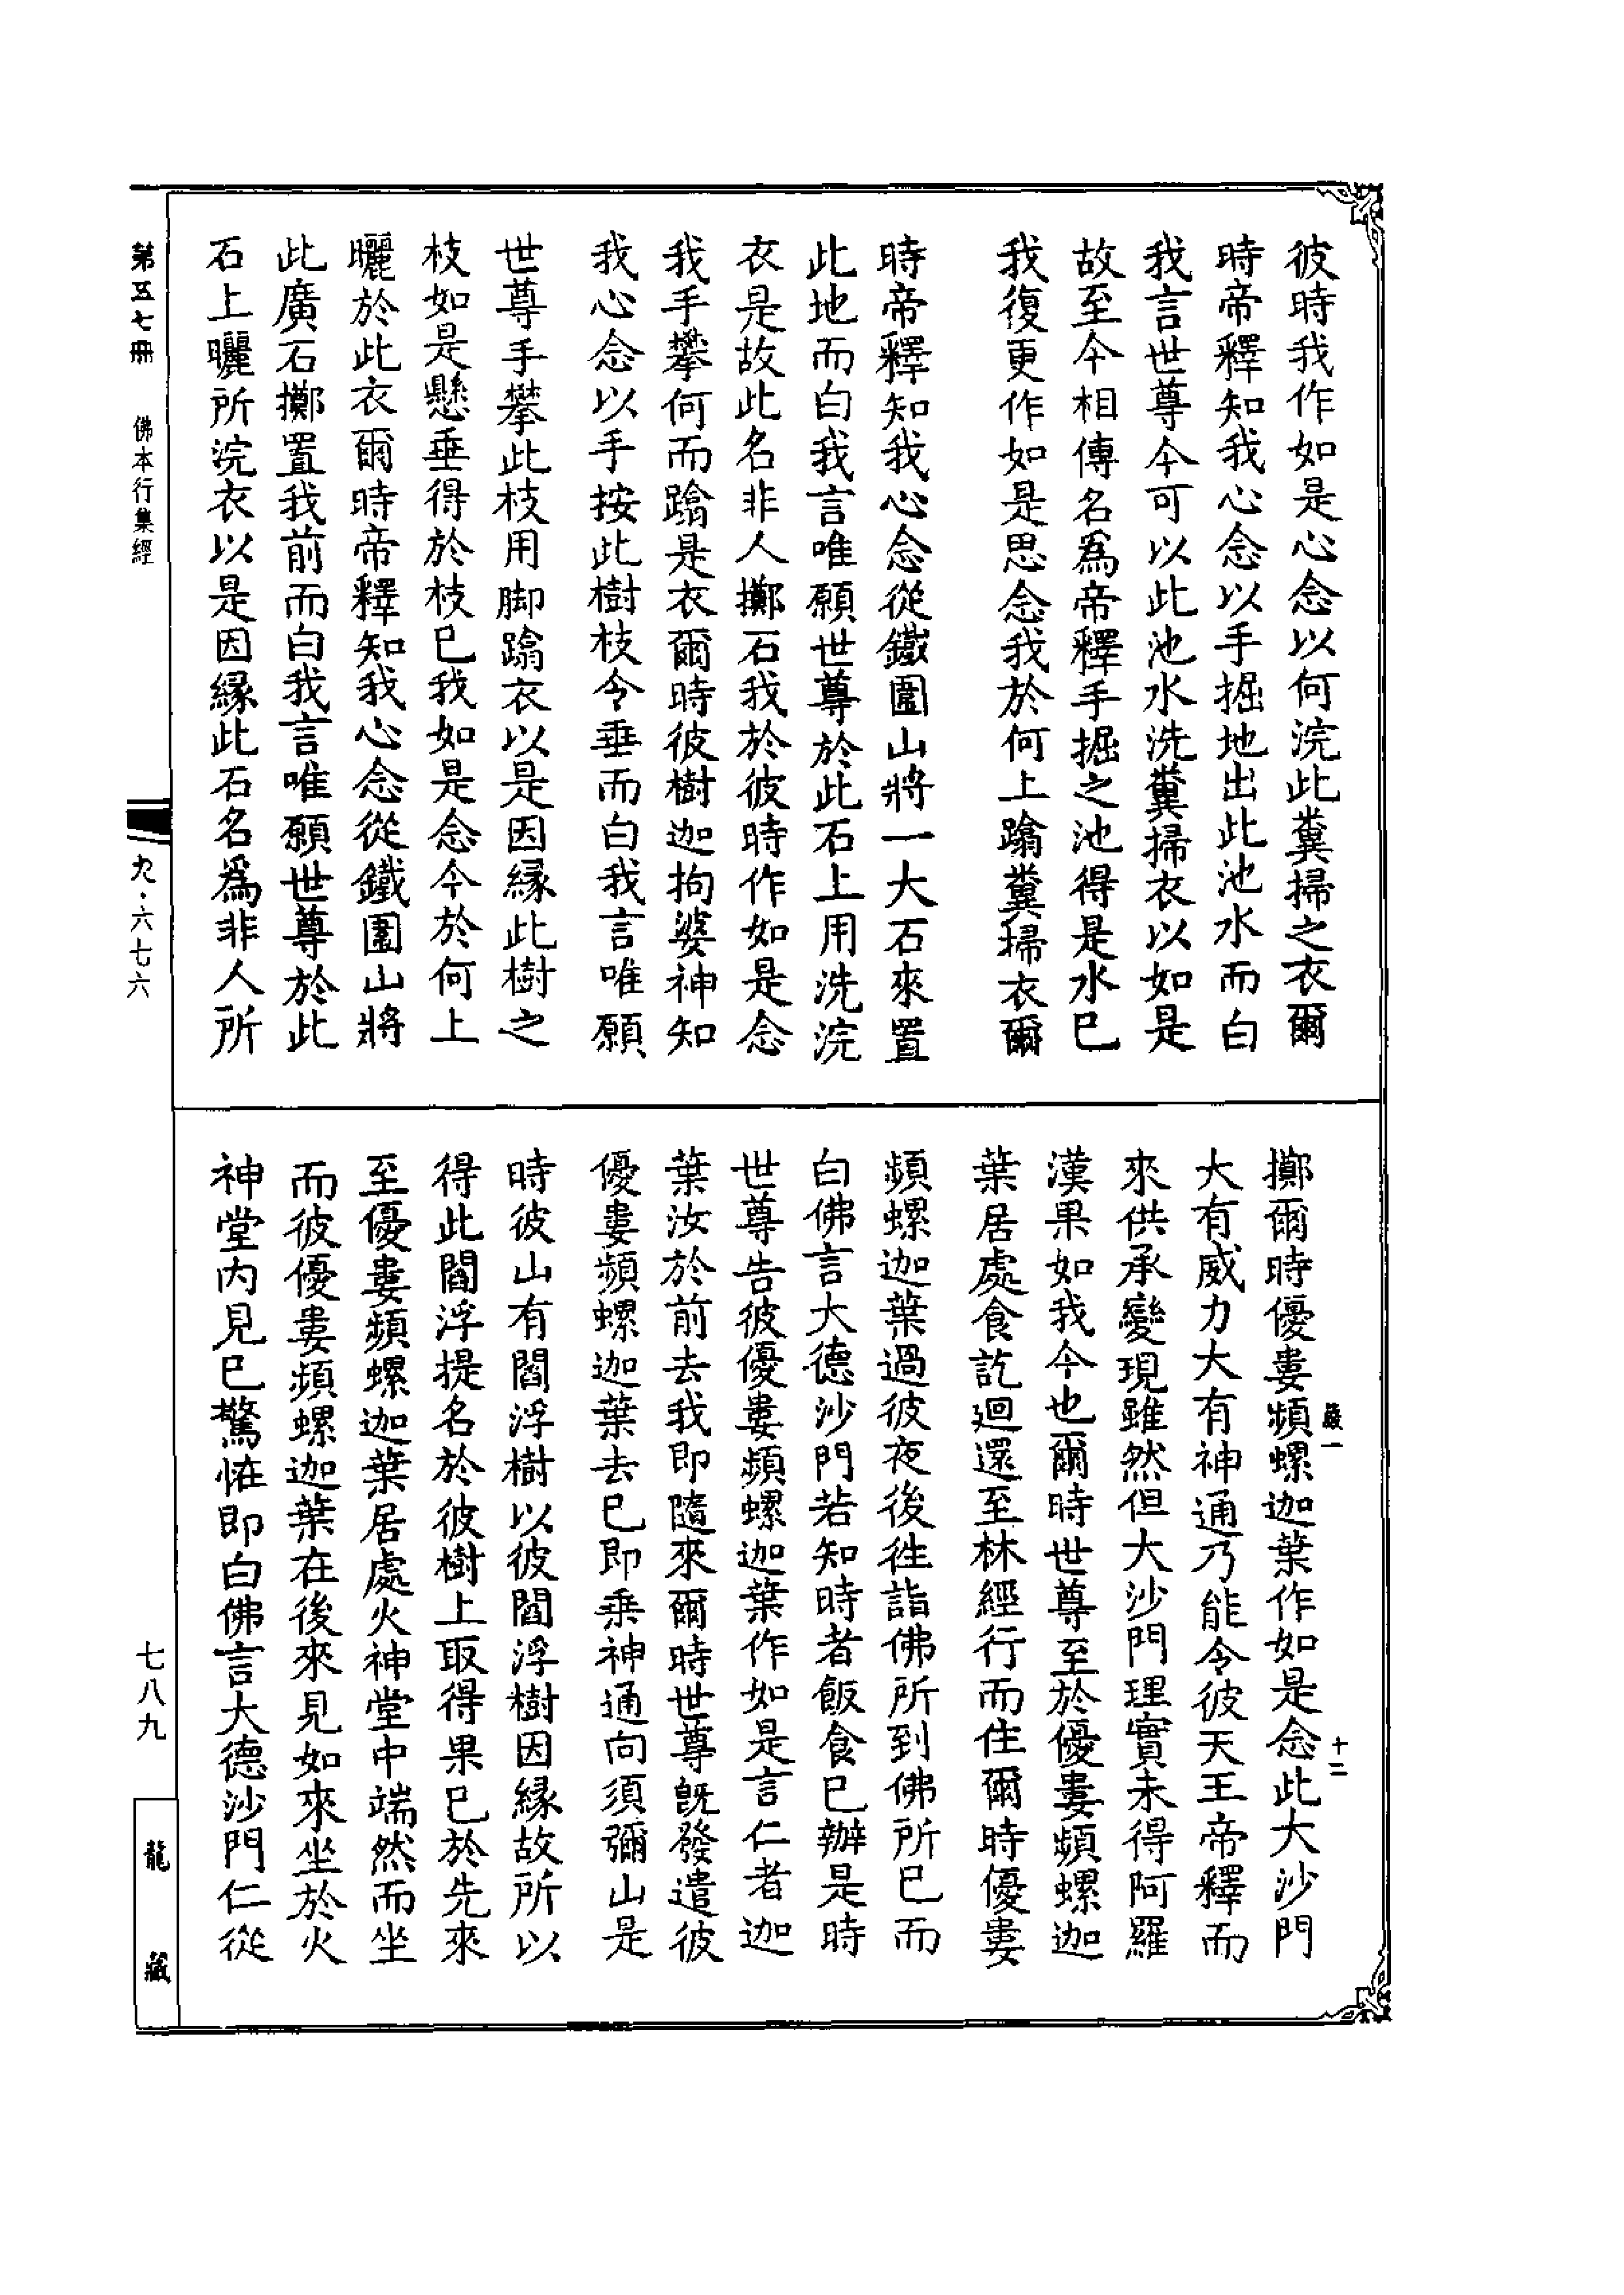 彼時我作如是心念以何浣此糞掃之衣爾
時帝釋知我心念以手掘地出此池水而白
我言世尊今可以此池水洗糞掃衣以如是
故至今相傳名爲帝釋手掘之池得是水已
我復更作如是思念我於何上蹹糞掃衣爾
時帝釋知我心念從鐵圍山將一大石來置
此地而白我言唯願世尊於此石上用洗浣
衣是故此名非人擲石我於彼時作如是念
我手攀何而蹹是衣爾時彼樹迦拘婆神知
我心念以手按此樹枝令垂而白我言唯願
世尊手攀此枝用脚蹹衣以是因緣此樹之
枝如是懸垂得於枝已我如是念今於何上
曬於此衣爾時帝釋知我心念從鐵圍山將
此廣石擲置我前而白我言唯願世尊於此
石上曬所浣衣以是因緣此石名爲非人所
擲爾時優婁頻螺迦葉作如是念此大沙門
大有威力大有神通乃能令彼天王帝釋而
來供承變現雖然但大沙門理實未得阿羅
漢果如我今也爾時世尊至於優婁頻螺迦
葉居處食訖迴還至林經行而住爾時優婁
頻螺迦葉過彼夜後徃詣佛所到佛所已而
白佛言大德沙門若知時者飯食已辦是時
世尊告彼優婁頻螺迦葉作如是言仁者迦
葉汝於前去我即隨來爾時世尊旣發遣彼
優婁頻螺迦葉去已即乘神通向須彌山是
時彼山有閻浮樹以彼閻浮樹因緣故所以
得此閻浮提名於彼樹上取得果已於先來
至優婁頻螺迦葉居處火神堂中端然而坐
而彼優婁頻螺迦葉在後來見如來坐於火
神堂內見已驚恠即白佛言大德沙門仁從
嚴一
十二
第五七冊
佛本行集經
九·六七六
七八九
龍藏